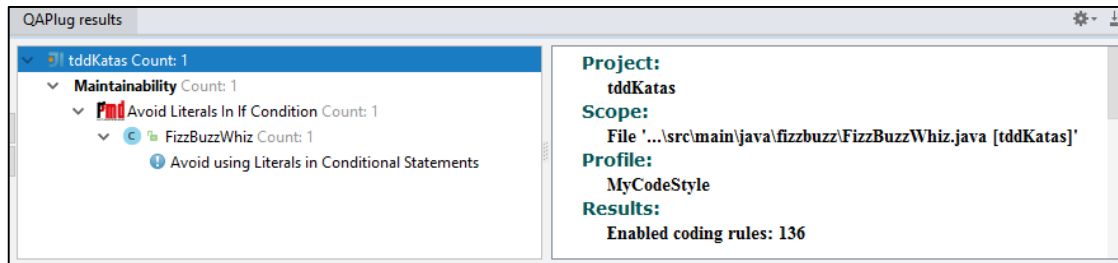 QAPlug results
tddKatas Count: 1
Maintainability Count: 1
Pmd Avoid Literals In If Condition Count: 1
C FizzBuzzWhiz Count: 1
Avoid using Literals in Conditional Statements
Project:
tddKatas
Scope:
File '...\src\main\java\fizzbuzz\FizzBuzzWhiz.java [tddKatas]'
Profile:
MyCodeStyle
Results:
Enabled coding rules: 136